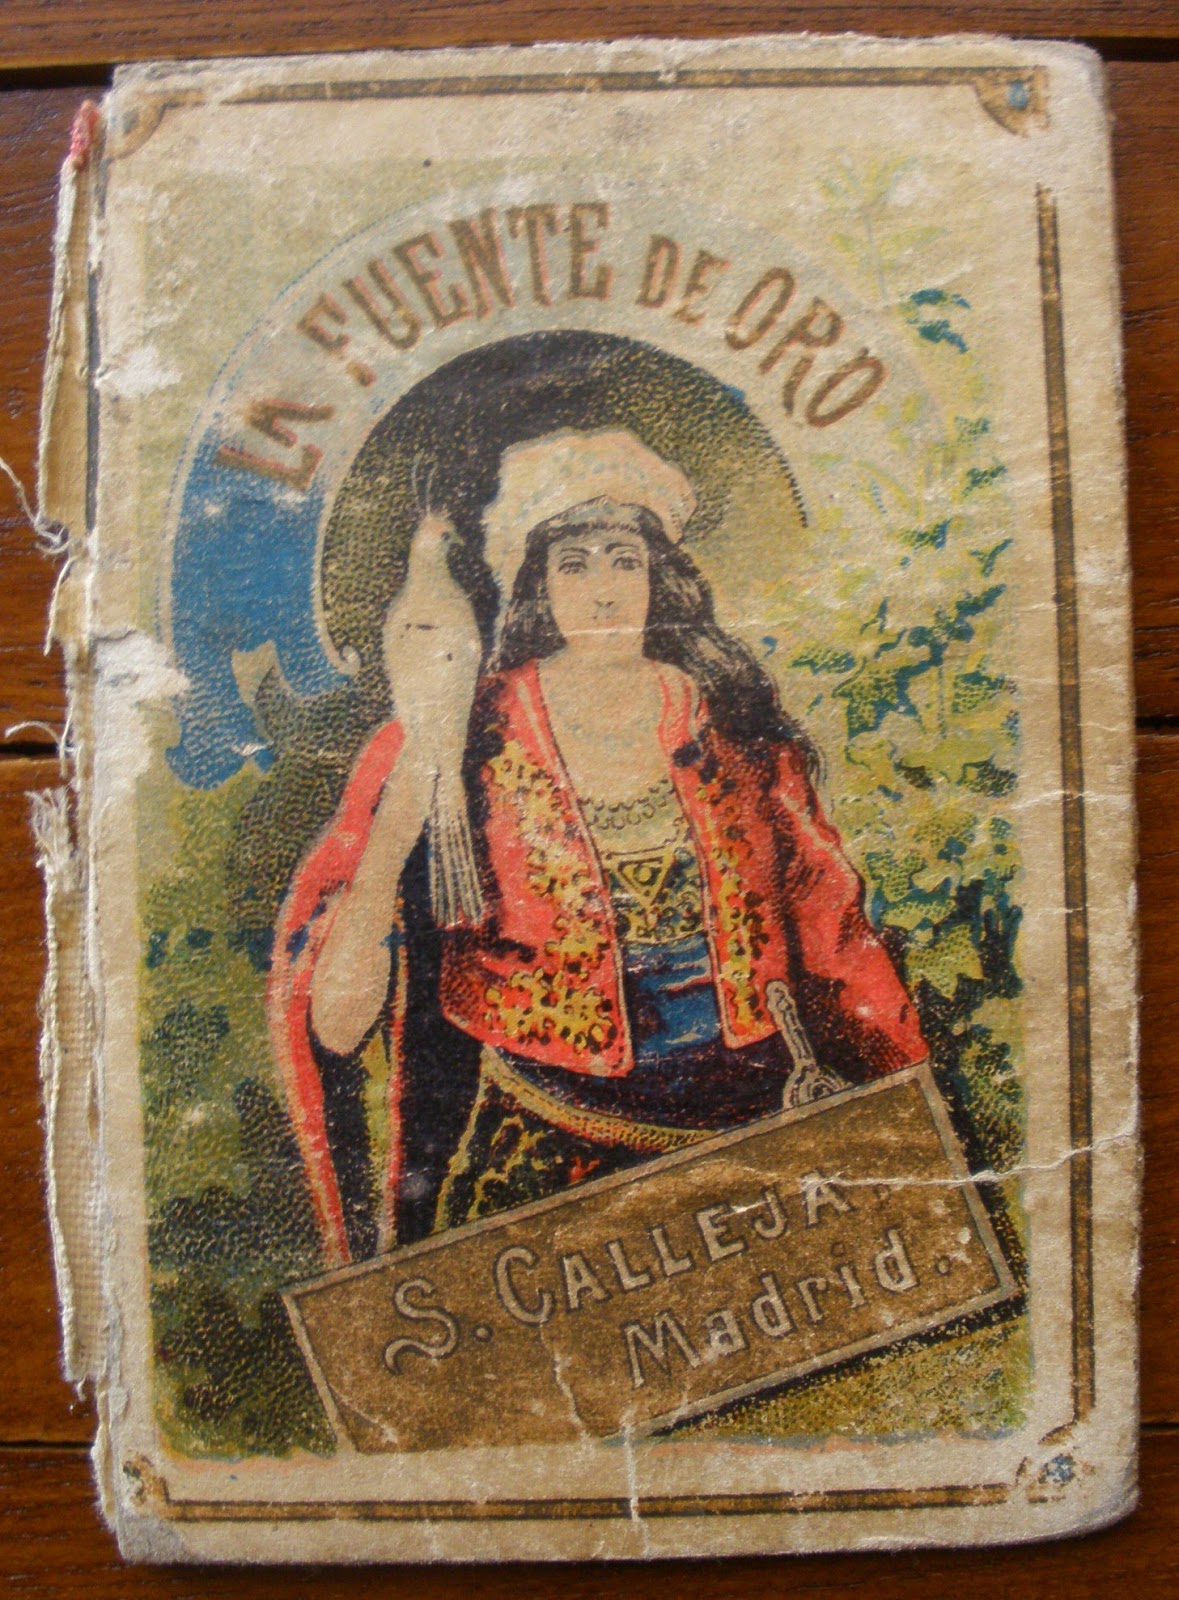 LA FUENTE DE ORO
S. CALLEJA.
Madrid.